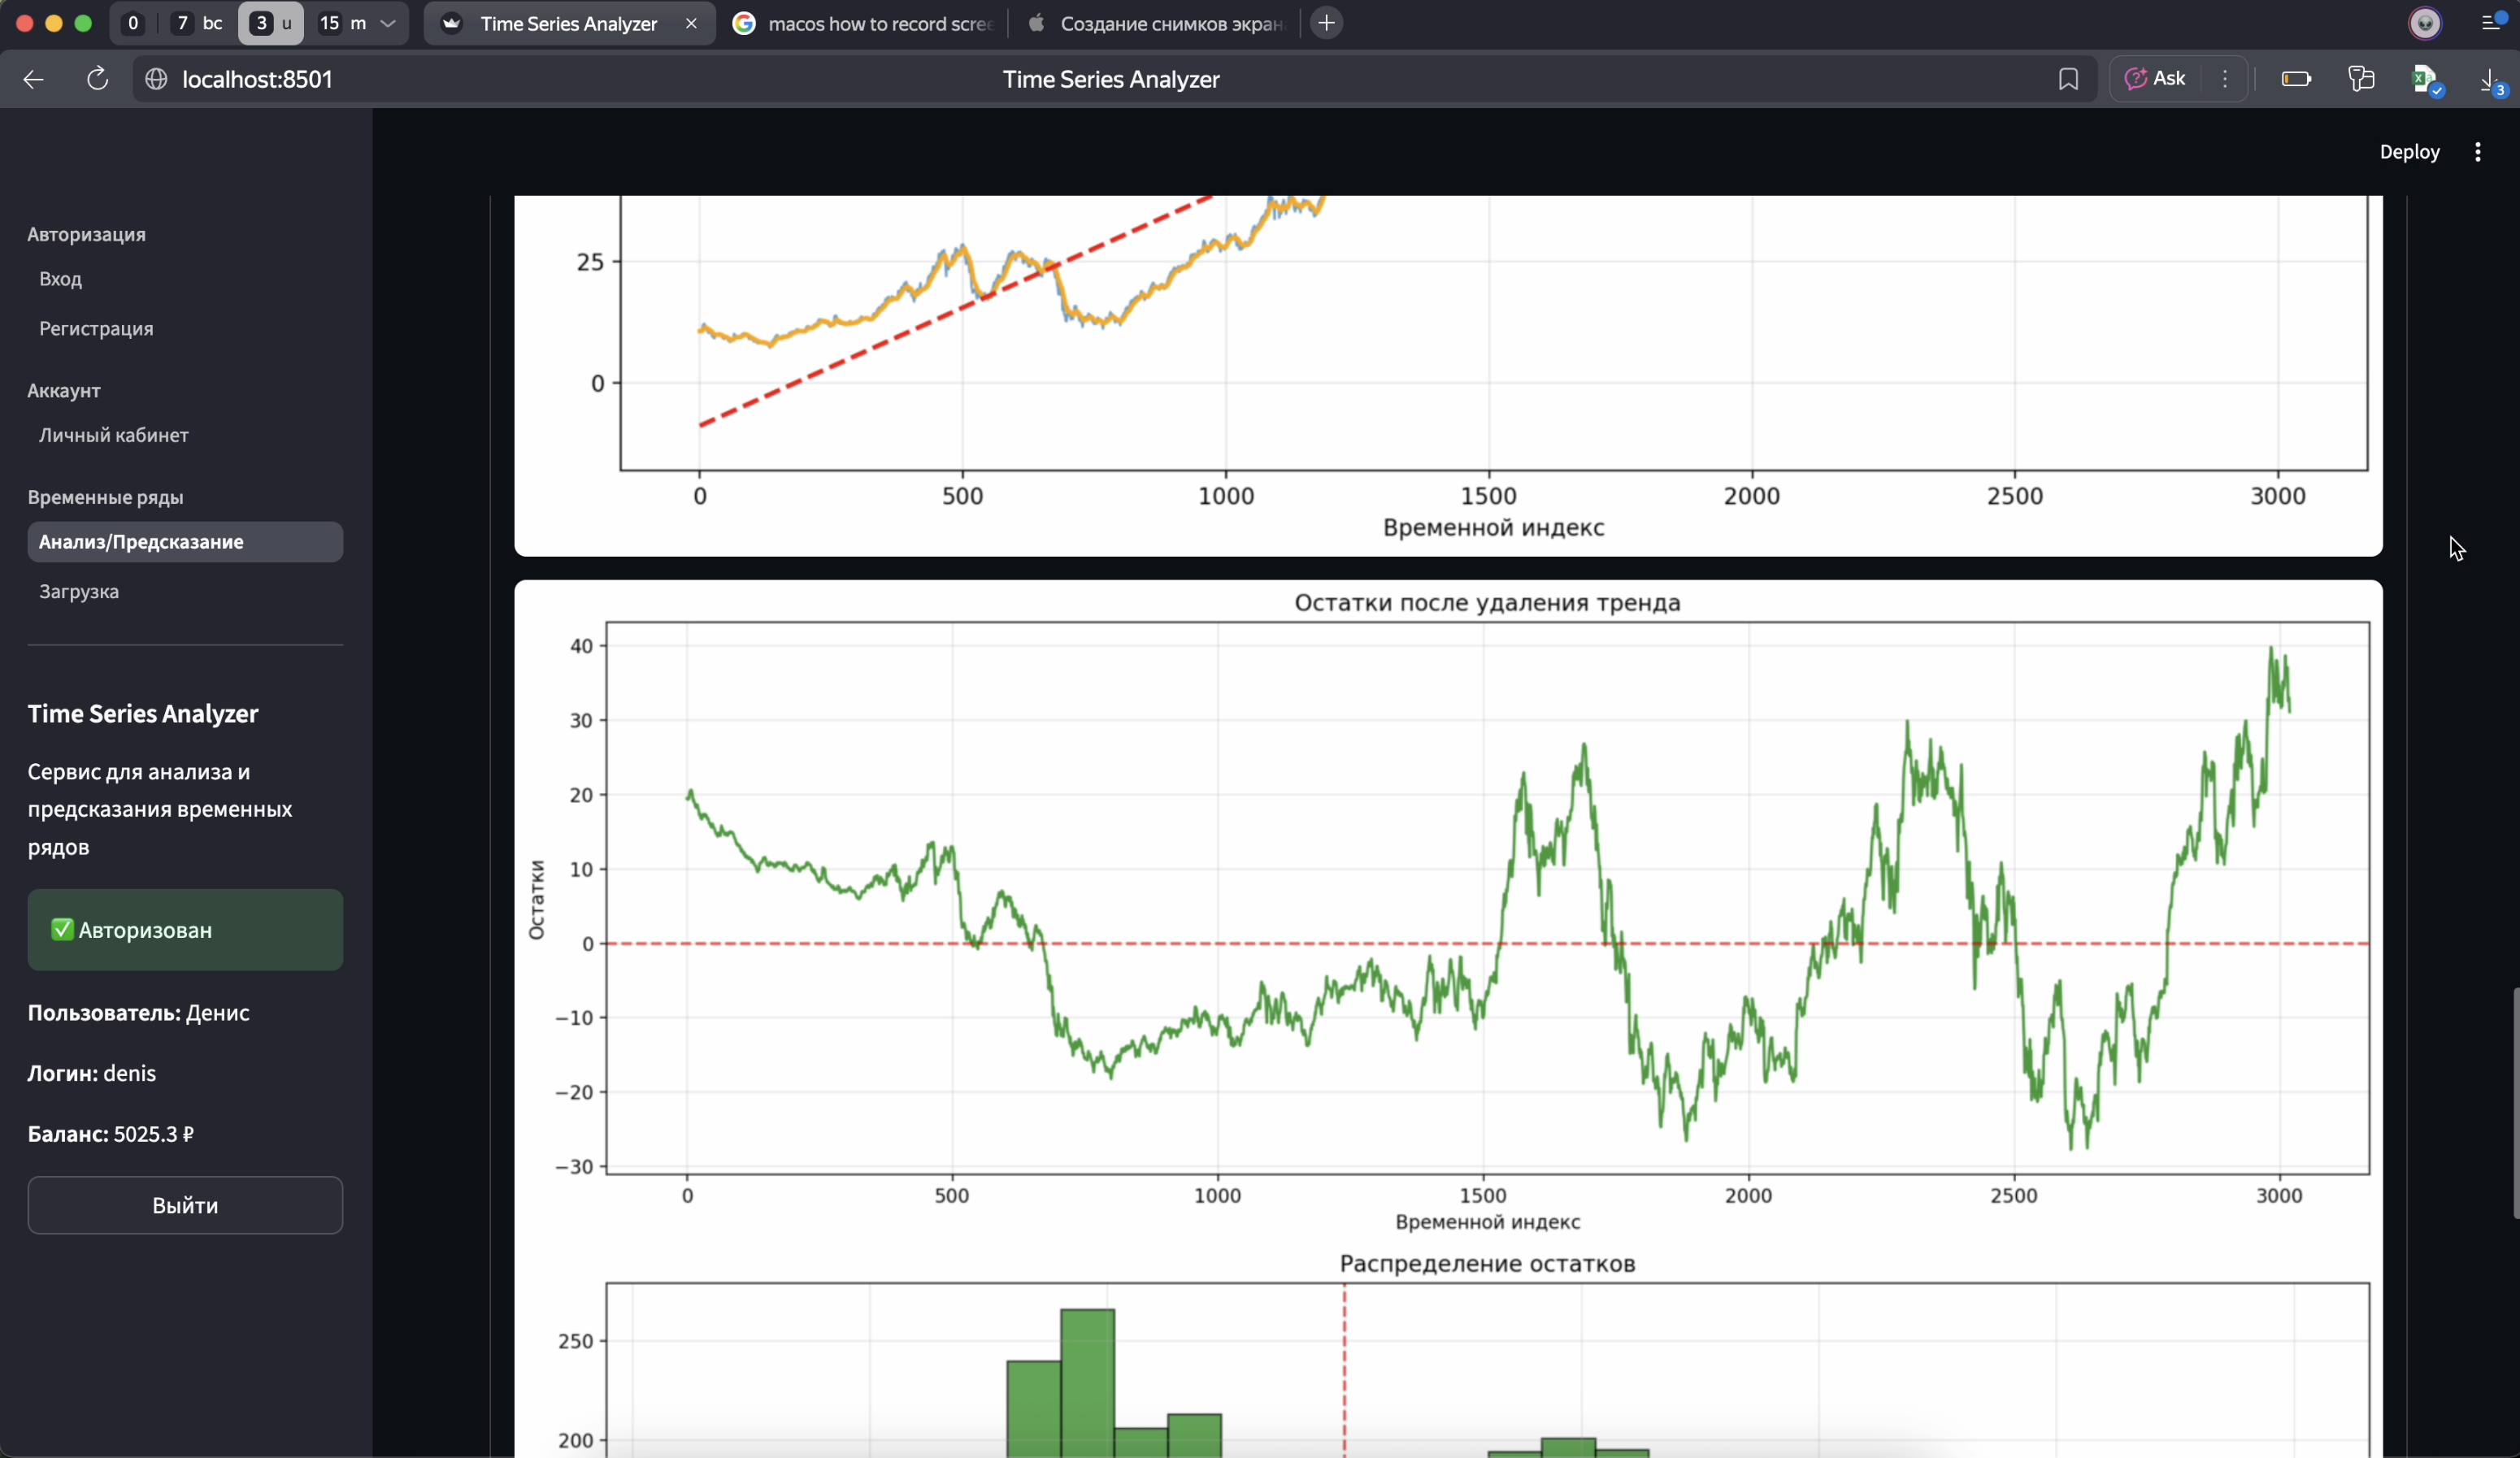 0 7 bc 3 u 15 m Time Series Analyzer macos how to record scree Создание снимков экран
localhost:8501 Time Series Analyzer Ask 3
Deploy
Авторизация
Вход
Регистрация
Аккаунт
Личный кабинет
Временные ряды
Анализ/Предсказание
Загрузка
Time Series Analyzer
Сервис для анализа и
предсказания временных
рядов
Авторизован
Пользователь: Денис
Логин: denis
Баланс: 5025.3 ₽
Выйти
25
0
0 500 1000 1500 2000 2500 3000
Временной индекс
Остатки после удаления тренда
40
30
20
10
0
−10
−20
−30
Остатки
0 500 1000 1500 2000 2500 3000
Временной индекс
Распределение остатков
250
200